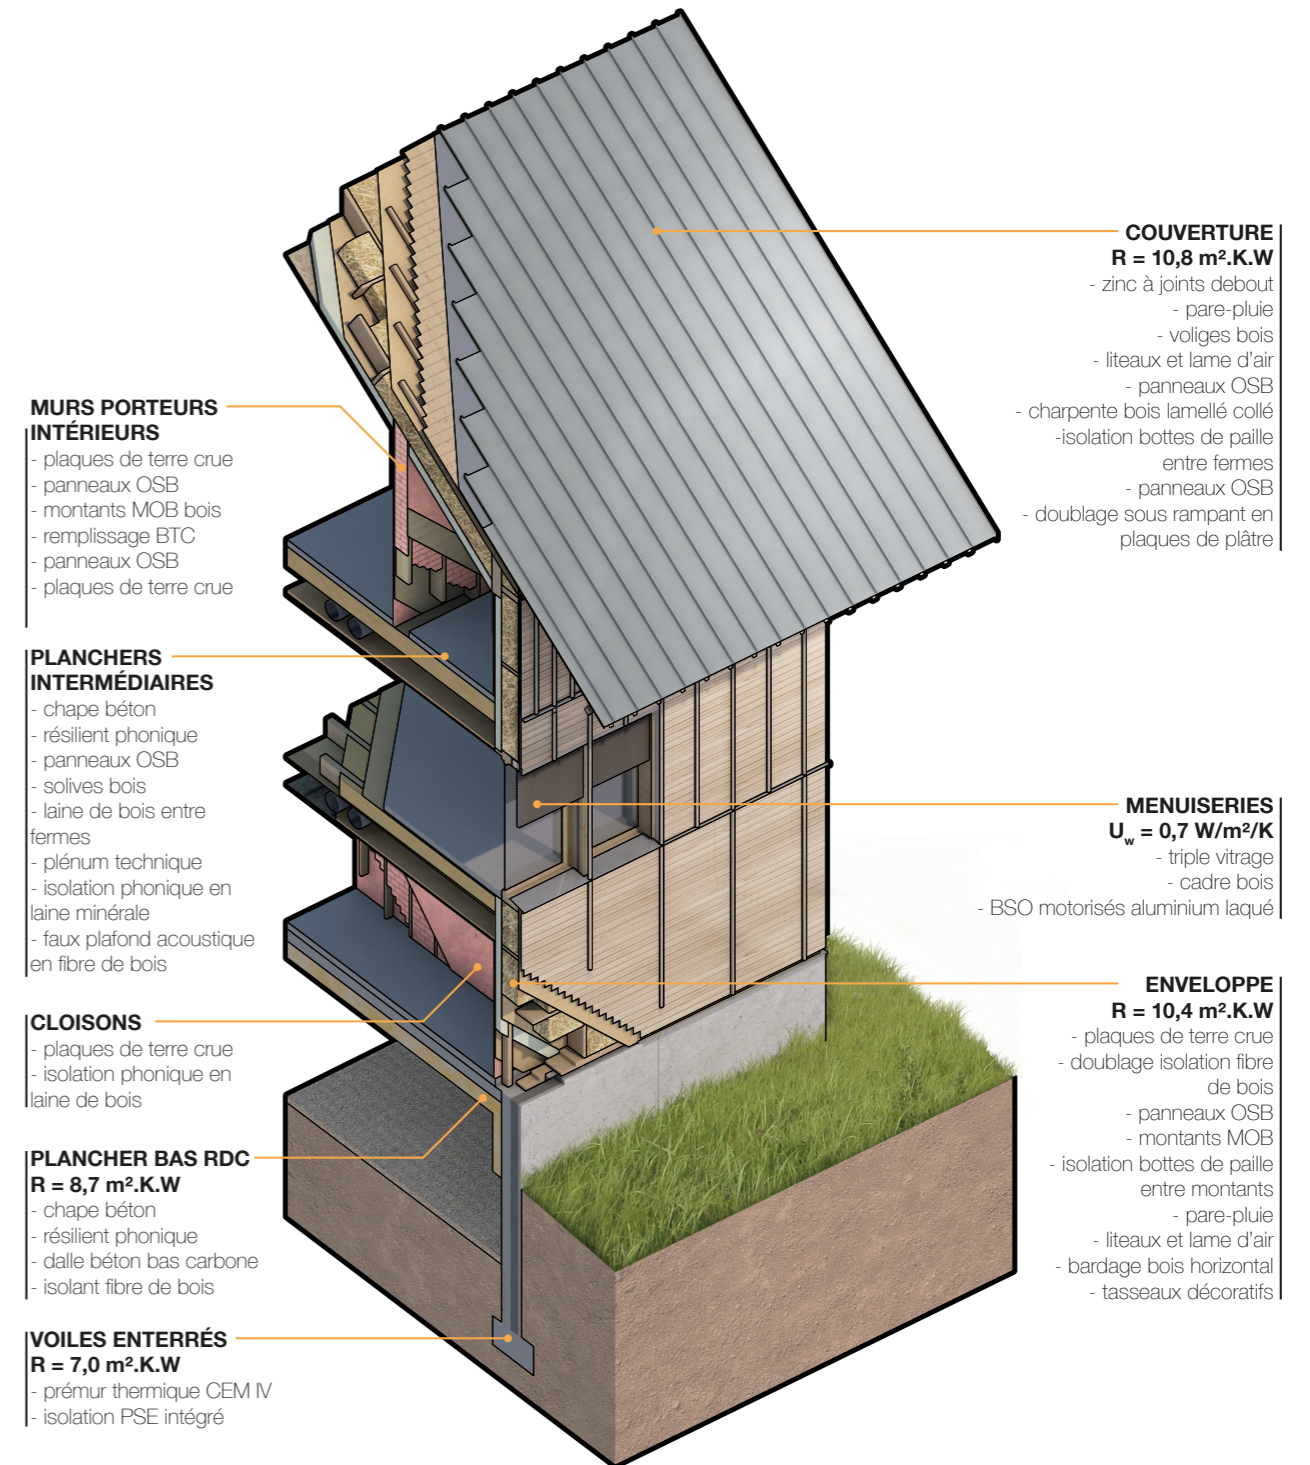 MURS PORTEURS
INTÉRIEURS
- plaques de terre crue
- panneaux OSB
- montants MOB bois
- remplissage BTC
- panneaux OSB
- plaques de terre crue
PLANCHERS
INTERMÉDIAIRES
- chape béton
- résilient phonique
- panneaux OSB
- solives bois
- laine de bois entre
fermes
- plénum technique
- isolation phonique en
laine minérale
- faux plafond acoustique
en fibre de bois
CLOISONS
- plaques de terre crue
- isolation phonique en
laine de bois
PLANCHER BAS RDC
R = 8,7 m².K.W
- chape béton
- résilient phonique
- dalle béton bas carbone
- isolant fibre de bois
VOILES ENTERRÉS
R = 7,0 m².K.W
- prémur thermique CEM IV
- isolation PSE intégré
COUVERTURE
R = 10,8 m².K.W
- zinc à joints debout
- pare-pluie
- voliges bois
- liteaux et lame d'air
- panneaux OSB
- charpente bois lamellé collé
-isolation bottes de paille
entre fermes
- panneaux OSB
- doublage sous rampant en
plaques de plâtre
MENUISERIES
Uw = 0,7 W/m²/K
- triple vitrage
- cadre bois
- BSO motorisés aluminium laqué
ENVELOPPE
R = 10,4 m².K.W
- plaques de terre crue
- doublage isolation fibre
de bois
- panneaux OSB
- montants MOB
- isolation bottes de paille
entre montants
- pare-pluie
- liteaux et lame d'air
- bardage bois horizontal
- tasseaux décoratifs